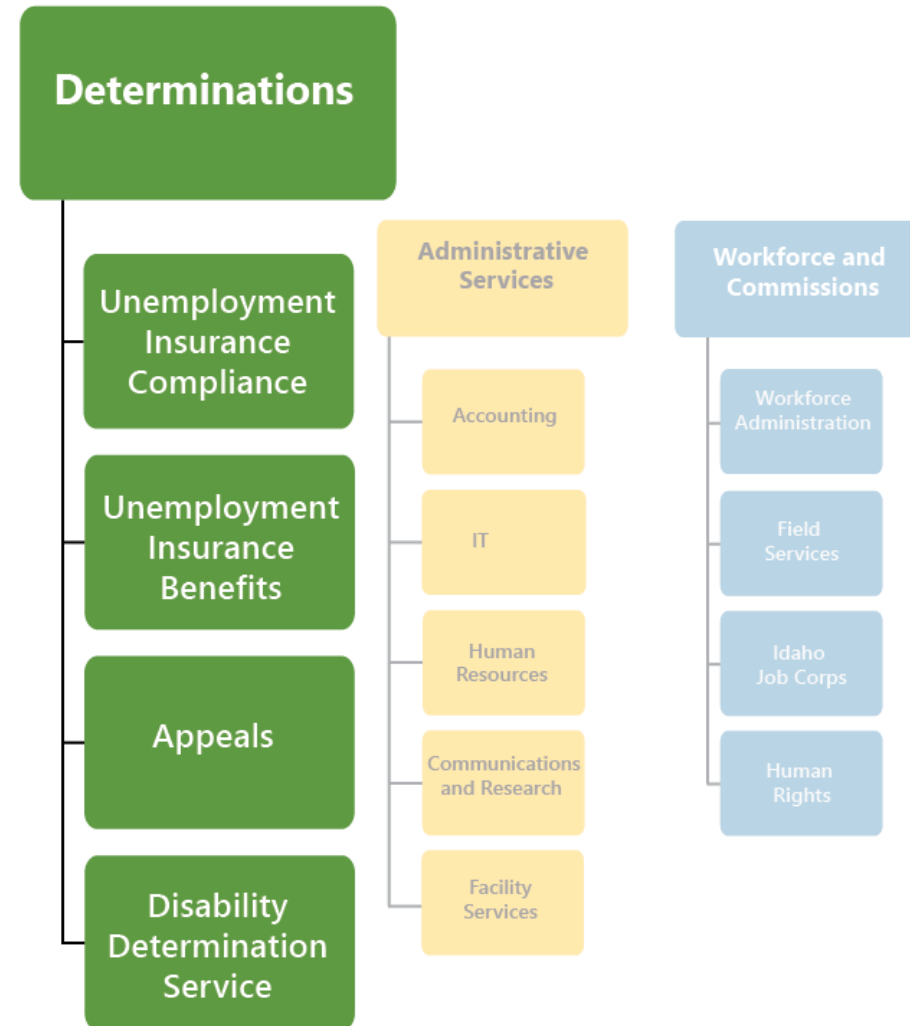 Determinations
Unemployment
Insurance
Compliance
Unemployment
Insurance
Benefits
Appeals
Disability
Determination
Service
Administrative
Services
Accounting
IT
Human
Resources
Communications
and Research
Facility
Services
Workforce and
Commissions
Workforce
Administration
Field
Services
Idaho
Job Corps
Human
Rights